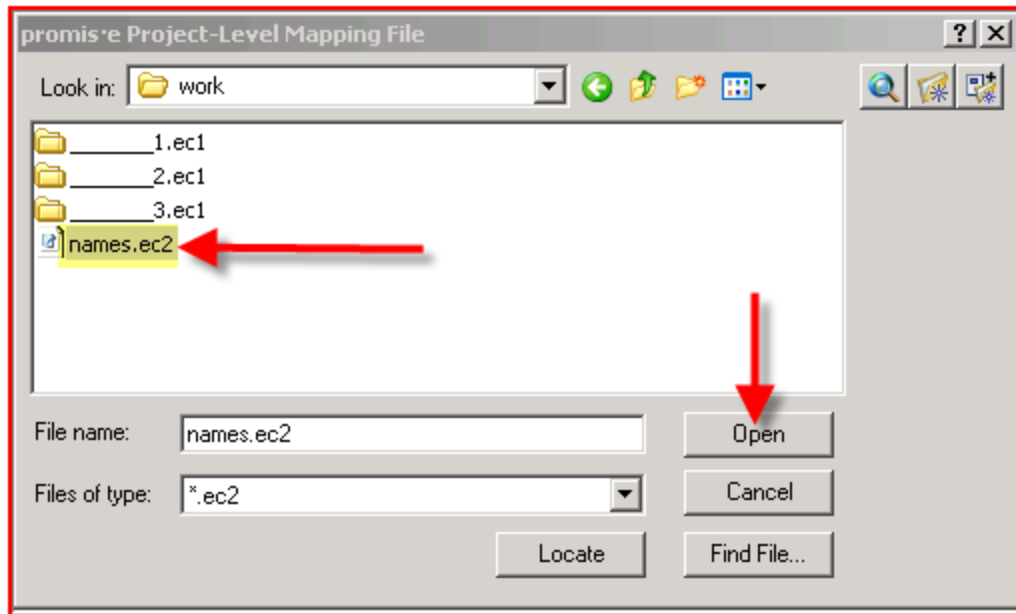 promis•e Project-Level Mapping File
Look in: work
_______1.ec1
_______2.ec1
_______3.ec1
names.ec2
File name: names.ec2 Open
Files of type: *.ec2 Cancel
Locate Find File...